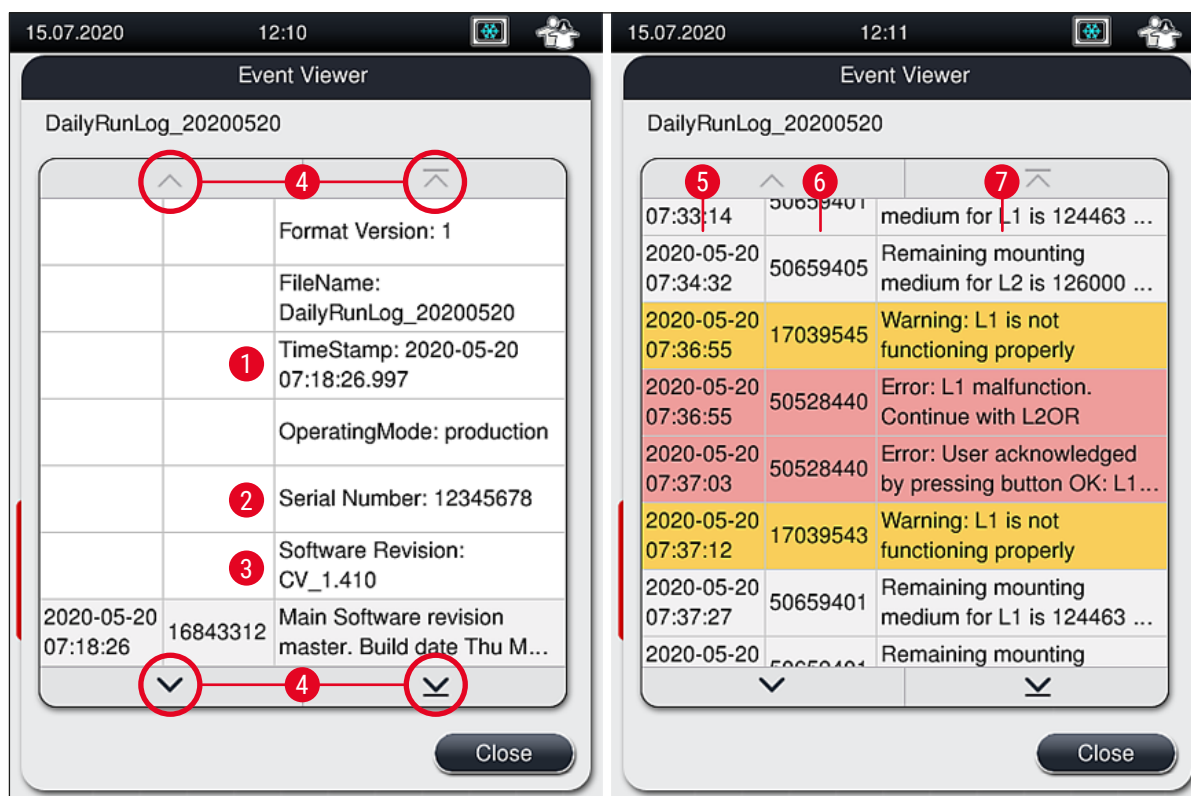 15.07.2020 12:10
Event Viewer
DailyRunLog_20200520
4
Format Version: 1
FileName:
DailyRunLog_20200520
1
TimeStamp: 2020-05-20
07:18:26.997
OperatingMode: production
2
Serial Number: 12345678
3
Software Revision:
CV_1.410
2020-05-20
07:18:26
16843312
Main Software revision
master. Build date Thu M...
4
Close
15.07.2020 12:11
Event Viewer
DailyRunLog_20200520
5 6 7
07:33:14
50659401
medium for L1 is 124463 ...
2020-05-20
07:34:32
50659405
Remaining mounting
medium for L2 is 126000 ...
2020-05-20
07:36:55
17039545
Warning: L1 is not
functioning properly
2020-05-20
07:36:55
50528440
Error: L1 malfunction.
Continue with L2OR
2020-05-20
07:37:03
50528440
Error: User acknowledged
by pressing button OK: L1...
2020-05-20
07:37:12
17039543
Warning: L1 is not
functioning properly
2020-05-20
07:37:27
50659401
Remaining mounting
medium for L1 is 124463 ...
2020-05-20
Remaining mounting
Close